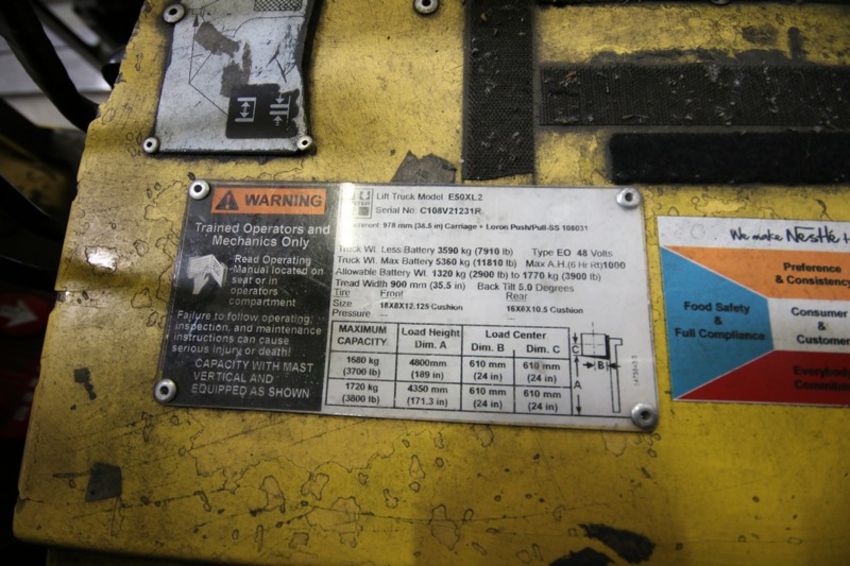 WARNING
Trained Operators and
Mechanics Only
Read Operating
Manual located on
seat or in
operators
compartment
Failure to follow operating,
inspection, and maintenance
instructions can cause
serious injury or death!
CAPACITY WITH MAST
VERTICAL AND
EQUIPPED AS SHOWN
Lift Truck Model E50XL2
Serial No. C108V21231R
978 mm (38.5 in) Carriage + Loron Push/Pull-SS 108031
Truck Wt. Less Battery 3590 kg (7910 lb) Type EO 48 Volts
Truck Wt. Max Battery 5360 kg (11810 lb) Max A.H.(6 Hr Rt)1000
Allowable Battery Wt. 1320 kg (2900 lb) to 1770 kg (3900 lb)
Tread Width 900 mm (35.5 in) Back Tilt 5.0 Degrees
Tire Front Rear
Size 18X8X12.125 Cushion 16X6X10.5 Cushion
Pressure --- ---
MAXIMUM CAPACITY Load Height Dim. A Load Center Dim. B Dim. C
1680 kg (3700 lb) 4800mm (189 in) 610 mm (24 in) 610 mm (24 in)
1720 kg (3800 lb) 4350 mm (171.3 in) 610 mm (24 in) 610 mm (24 in)
C
B
A
We make Nestlé
Preference
& Consistency
Food Safety
&
Full Compliance
Consumer
&
Customer
Everybody
Commitment